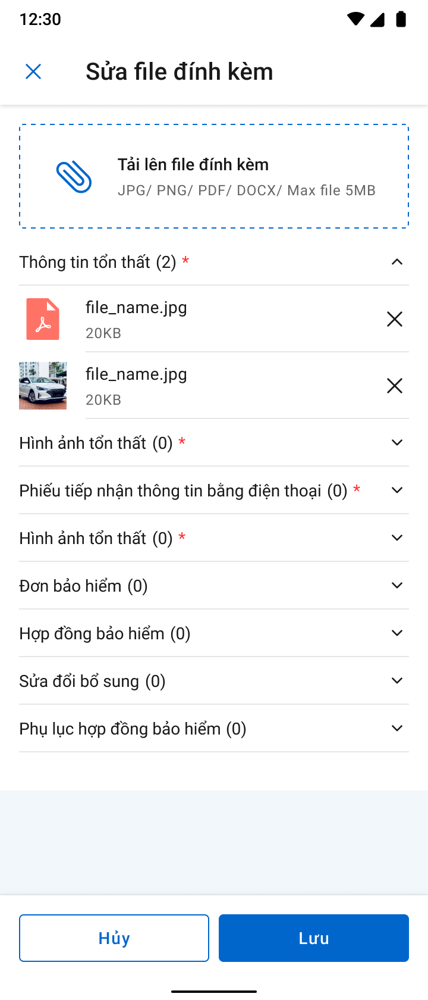 12:30
Sửa file đính kèm
Tải lên file đính kèm
JPG/ PNG/ PDF/ DOCX/ Max file 5MB
Thông tin tổn thất (2) *
file_name.jpg
20KB
file_name.jpg
20KB
Hình ảnh tổn thất (0) *
Phiếu tiếp nhận thông tin bằng điện thoại (0) *
Hình ảnh tổn thất (0) *
Đơn bảo hiểm (0)
Hợp đồng bảo hiểm (0)
Sửa đổi bổ sung (0)
Phụ lục hợp đồng bảo hiểm (0)
Hủy
Lưu